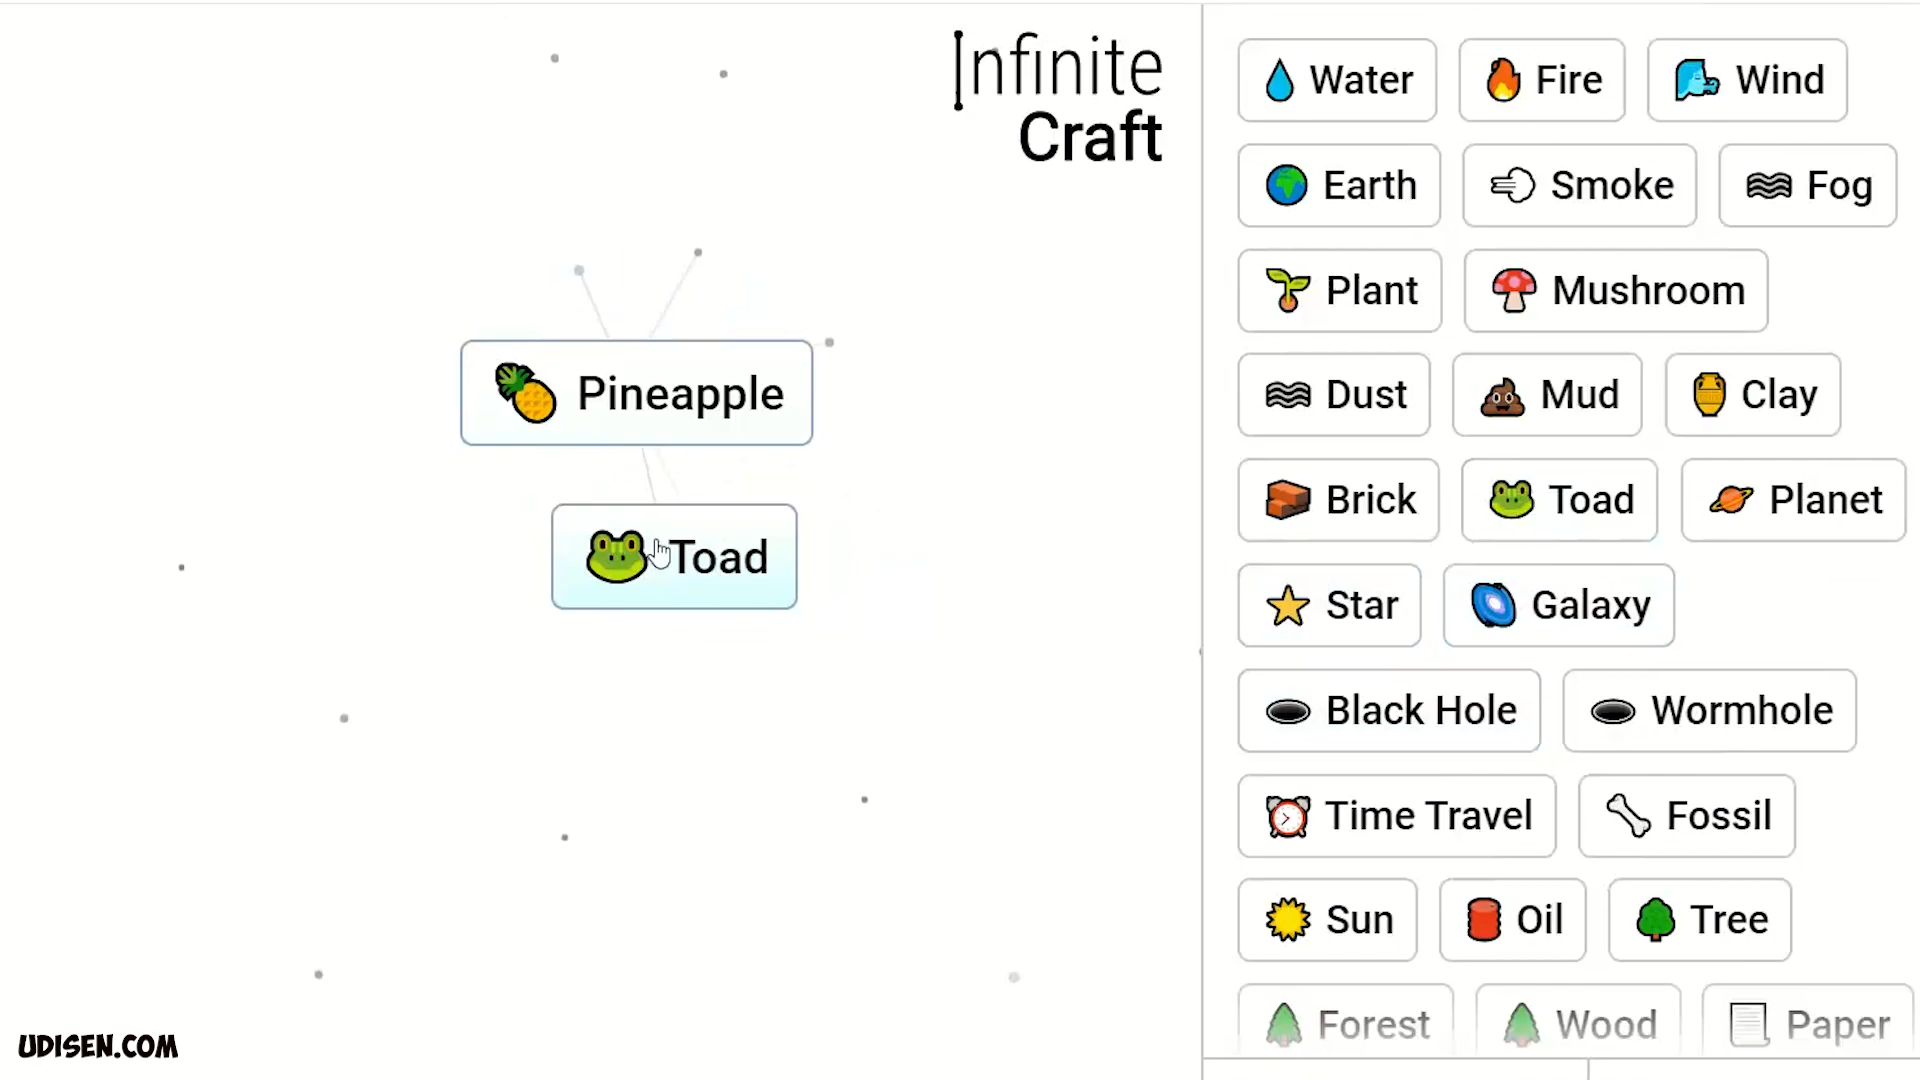 Infinite
Craft
Pineapple
Toad
Water Fire Wind
Earth Smoke Fog
Plant Mushroom
Dust Mud Clay
Brick Toad Planet
Star Galaxy
Black Hole Wormhole
Time Travel Fossil
Sun Oil Tree
Forest Wood Paper
UDISEN.COM